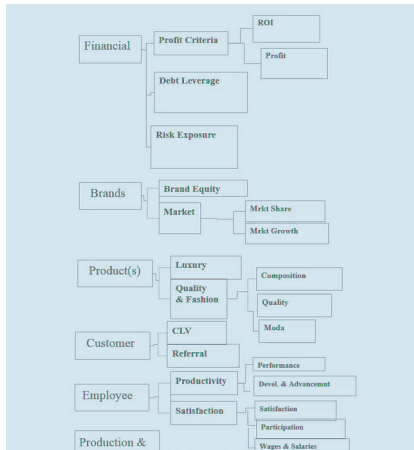 ROI
Financial
Profit Criteria
Profit
Debt Leverage
Risk Exposure
Brands
Brand Equity
Market
Mrkt Share
Mrkt Growth
Product(s)
Luxury
Quality
& Fashion
Composition
Quality
Moda
Customer
CLV
Referral
Employee
Productivity
Performance
Devel. & Advancemnt
Satisfaction
Satisfaction
Participation
Production &
Wages & Salaries